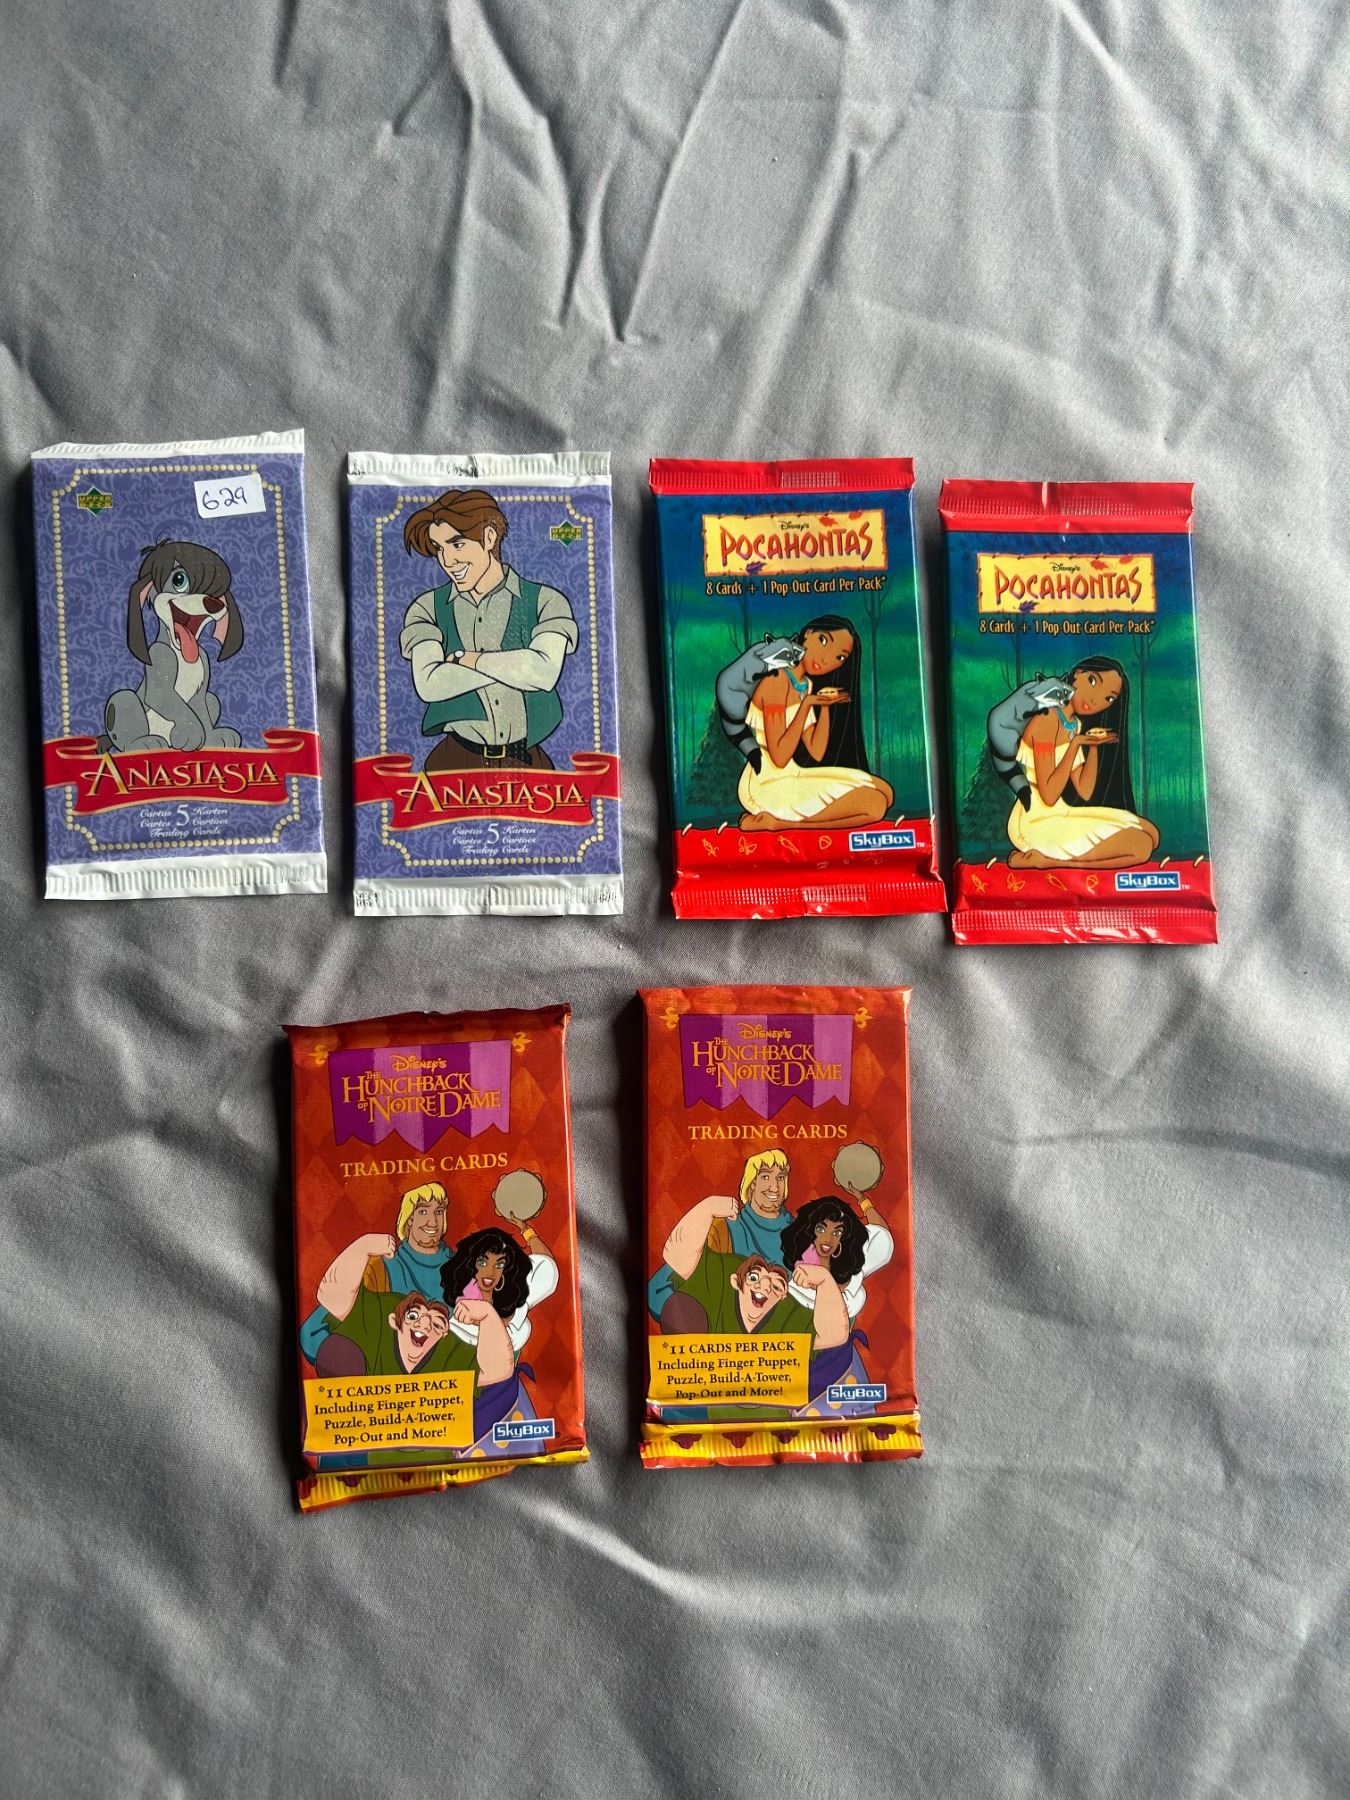 UPPER
DECK
629
ANASTASIA
Cartas 5 Karten
Cartes Cartões
Trading Cards
UPPER
DECK
ANASTASIA
Cartas 5 Karten
Cartes Cartões
Trading Cards
Disney's
POCAHONTAS
8 Cards + 1 Pop-Out Card Per Pack*
SkyBox™
Disney's
POCAHONTAS
8 Cards + 1 Pop-Out Card Per Pack*
SkyBox™
Disney's
THE
HUNCHBACK
OF NOTRE DAME
TRADING CARDS
*11 CARDS PER PACK
Including Finger Puppet,
Puzzle, Build-A-Tower,
Pop-Out and More!
SkyBox
Disney's
THE
HUNCHBACK
OF NOTRE DAME
TRADING CARDS
*11 CARDS PER PACK
Including Finger Puppet,
Puzzle, Build-A-Tower,
Pop-Out and More!
SkyBox